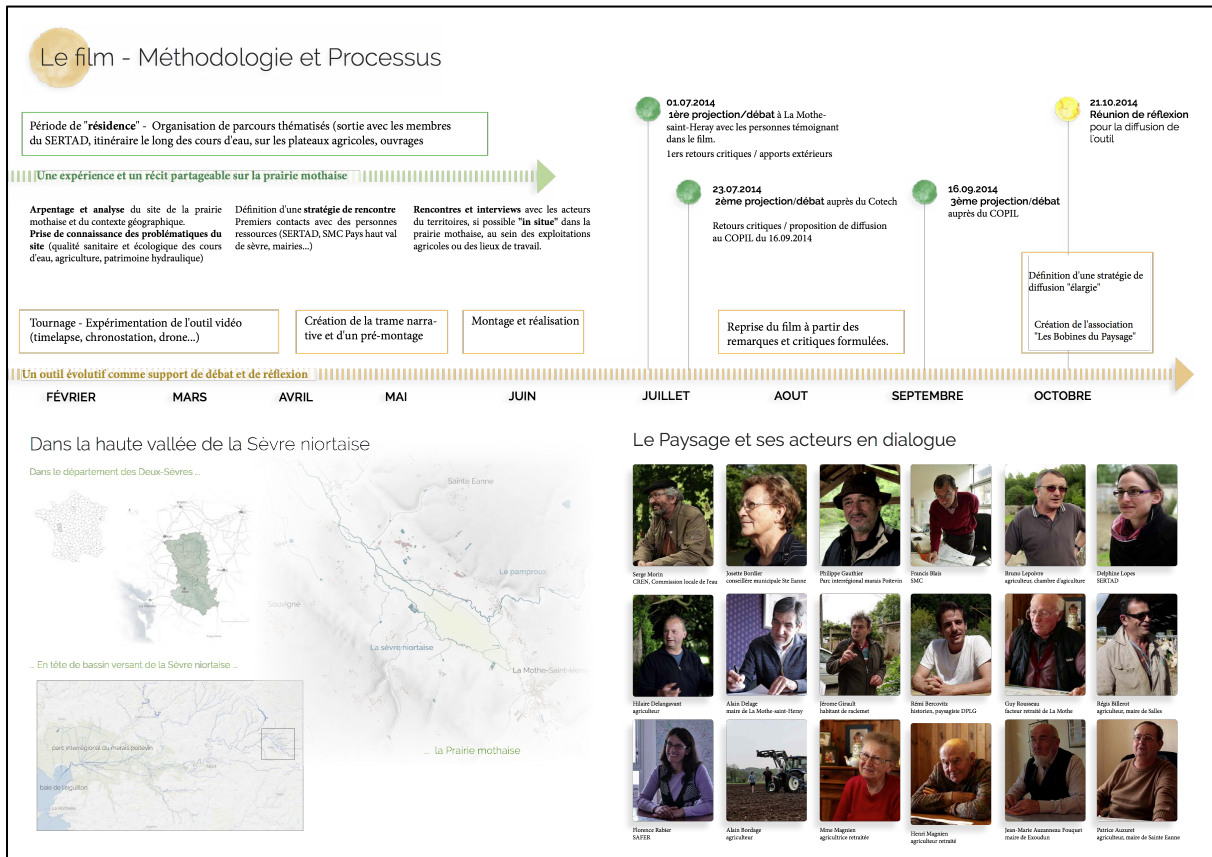 Le film - Méthodologie et Processus
Période de "résidence" - Organisation de parcours thématisés (sortie avec les membres
du SERTAD, itinéraire le long des cours d'eau, sur les plateaux agricoles, ouvrages
Une expérience et un récit partageable sur la prairie mothaise
Arpentage et analyse du site de la prairie
mothaise et du contexte géographique.
Prise de connaissance des problématiques du
site (qualité sanitaire et écologique des cours
d'eau, agriculture, patrimoine hydraulique)
Définition d'une stratégie de rencontre
Premiers contacts avec des personnes
ressources (SERTAD, SMC Pays haut val
de sèvre, mairies...)
Rencontres et interviews avec les acteurs
du territoires, si possible "in situe" dans la
prairie mothaise, au sein des exploitations
agricoles ou des lieux de travail.
01.07.2014
1ère projection/débat à La Mothe-
saint-Heray avec les personnes témoignant
dans le film.
1ers retours critiques / apports extérieurs
23.07.2014
2ème projection/débat auprès du Cotech
Retours critiques / proposition de diffusion
au COPIL du 16.09.2014
16.09.2014
3ème projection/débat
auprès du COPIL
21.10.2014
Réunion de réflexion
pour la diffusion de
l'outil
Définition d'une stratégie de
diffusion "élargie"
Création de l'association
"Les Bobines du Paysage"
Tournage - Expérimentation de l'outil vidéo
(timelapse, chronostation, drone...)
Création de la trame narra-
tive et d'un pré-montage
Montage et réalisation
Reprise du film à partir des
remarques et critiques formulées.
Un outil évolutif comme support de débat et de réflexion
FÉVRIER
MARS
AVRIL
MAI
JUIN
JUILLET
AOUT
SEPTEMBRE
OCTOBRE
Dans la haute vallée de la Sèvre niortaise
Dans le département des Deux-Sèvres ...
Sainte Eanne
Le pamproux
Souvigné
La sèvre niortaise
La Mothe-Saint-Heray
... la Prairie mothaise
... En tête de bassin versant de la Sèvre niortaise ...
parc interrégional du marais poitevin
baie de l'aiguillon
Le Paysage et ses acteurs en dialogue
Serge Morin
CREN, Commission locale de l'eau
Josette Bordier
conseillère municipale Ste Eanne
Philippe Gauthier
Parc interrégional marais Poitevin
Francis Blais
SMC
Bruno Lepoivre
agriculteur, chambre d'agiculture
Delphine Lopes
SERTAD
Hilaire Delangavant
agriculteur
Alain Delage
maire de La Mothe-saint-Heray
Jérome Girault
habitant de raclemet
Rémi Bercovitz
historien, paysagiste DPLG
Guy Rousseau
facteur retraité de La Mothe
Régis Billerot
agriculteur, maire de Salles
Florence Rabier
SAFER
Alain Bordage
agriculteur
Mme Magnien
agricultrice retraitée
Henri Magnien
agriculteur retraité
Jean-Marie Auzanneau Fouquet
maire de Exoudun
Patrice Auzuret
agriculteur, maire de Sainte Eanne